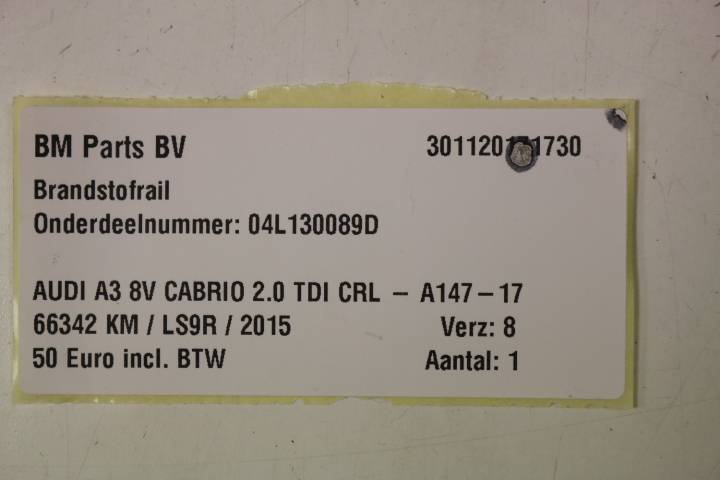 BM Parts BV
Brandstofrail
Onderdeelnummer: 04L130089D
AUDI A3 8V CABRIO 2.0 TDI CRL – A147-17
66342 KM / LS9R / 2015 Verz: 8
50 Euro incl. BTW Aantal: 1